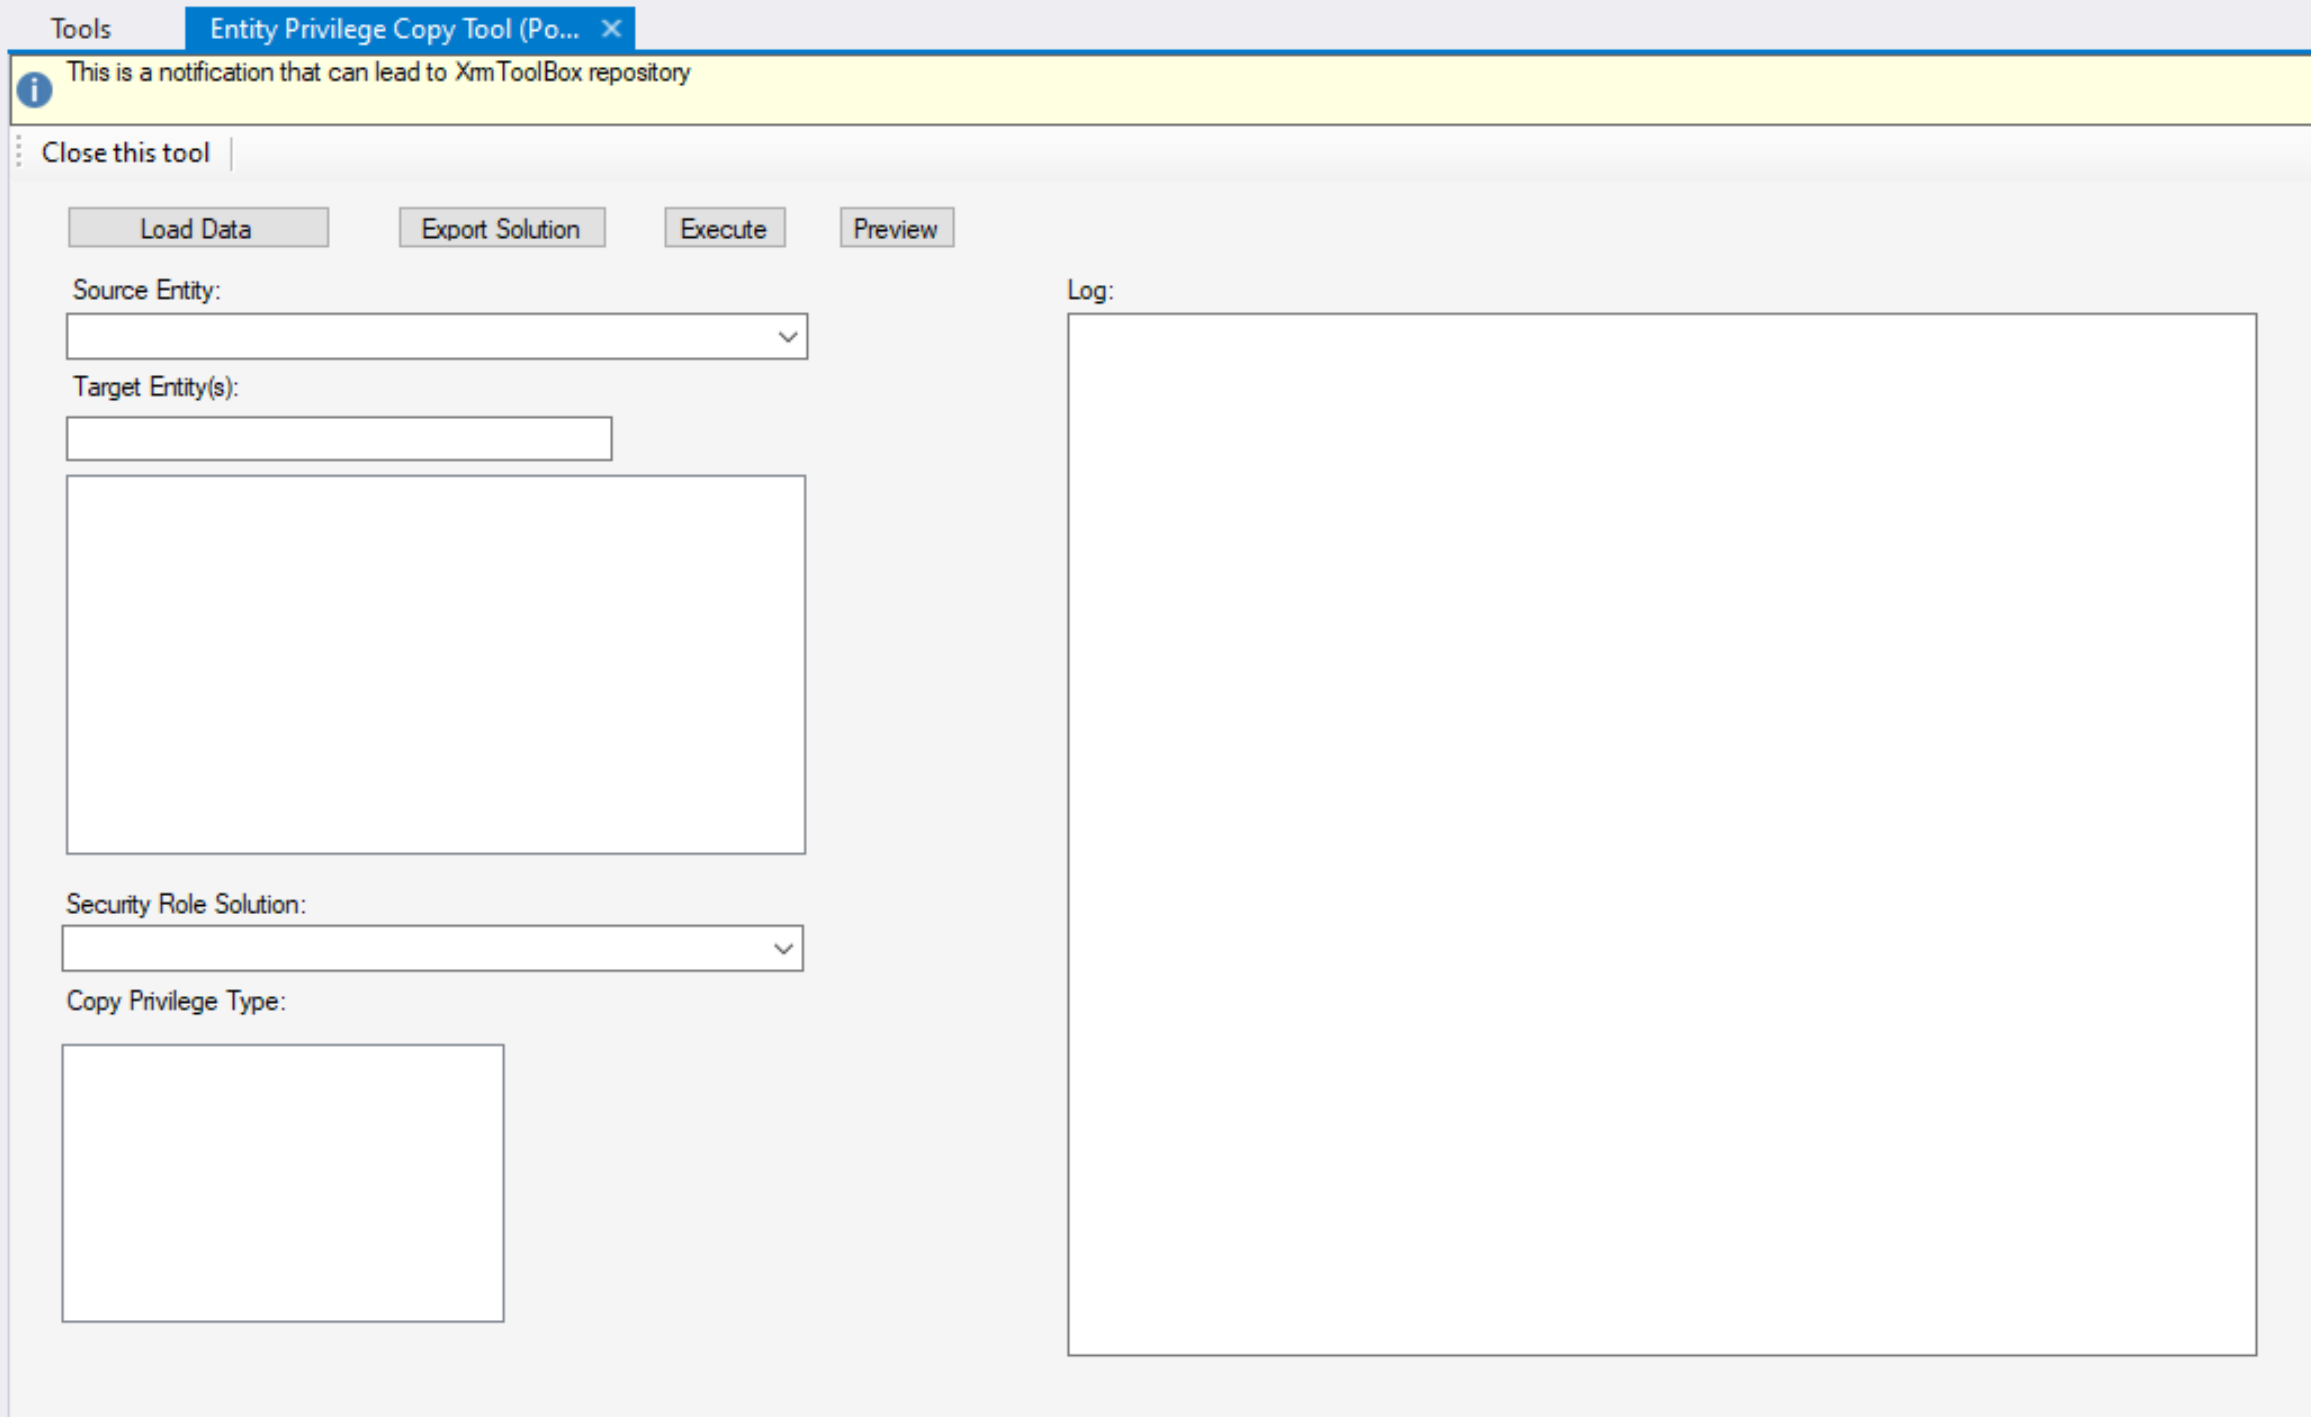 Tools
Entity Privilege Copy Tool (Po...
This is a notification that can lead to XrmToolBox repository
Close this tool
Load Data
Export Solution
Execute
Preview
Source Entity:
Log:
Target Entity(s):
Security Role Solution:
Copy Privilege Type: